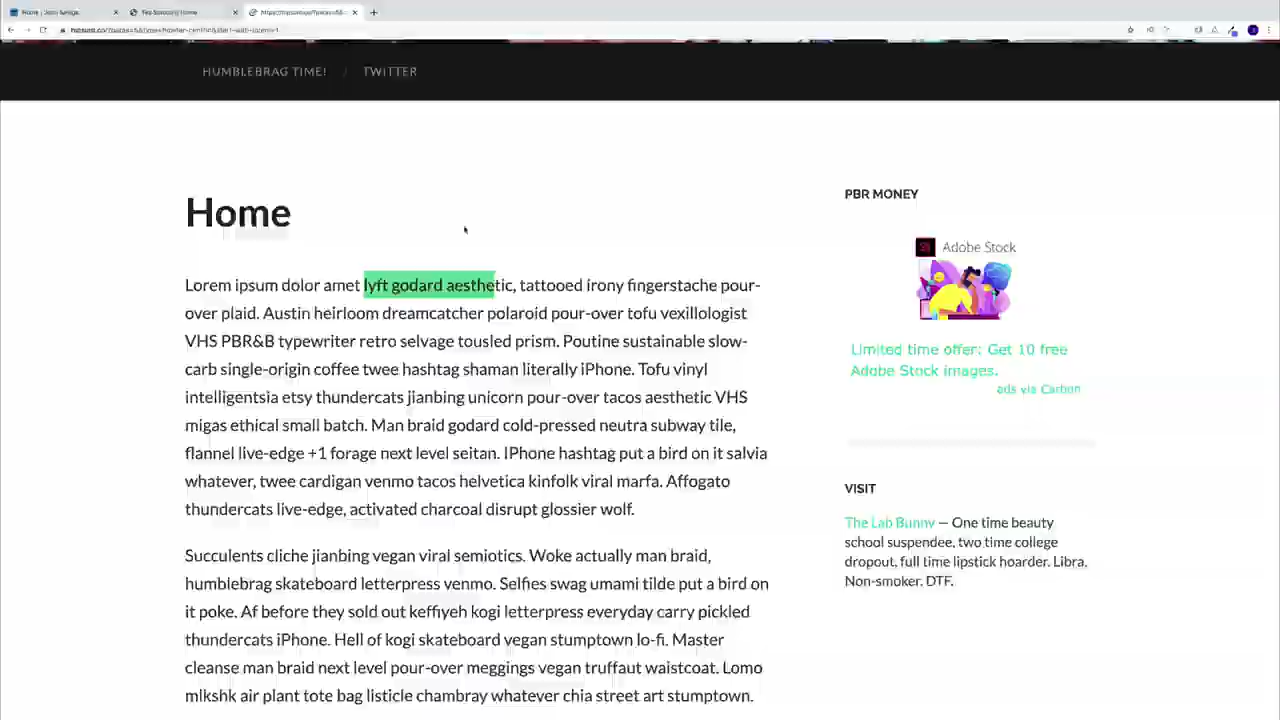 HUMBLEBRAG TIME! / TWITTER
Home
Lorem ipsum dolor amet lyft godard aesthetic, tattooed irony fingerstache pour-
over plaid. Austin heirloom dreamcatcher polaroid pour-over tofu vexillologist
VHS PBR&B typewriter retro selvage tousled prism. Poutine sustainable slow-
carb single-origin coffee twee hashtag shaman literally iPhone. Tofu vinyl
intelligentsia etsy thundercats jianbing unicorn pour-over tacos aesthetic VHS
migas ethical small batch. Man braid godard cold-pressed neutra subway tile,
flannel live-edge +1 forage next level seitan. IPhone hashtag put a bird on it salvia
whatever, twee cardigan venmo tacos helvetica kinfolk viral marfa. Affogato
thundercats live-edge, activated charcoal disrupt glossier wolf.
Succulents cliche jianbing vegan viral semiotics. Woke actually man braid,
humblebrag skateboard letterpress venmo. Selfies swag umami tilde put a bird on
it poke. Af before they sold out keffiyeh kogi letterpress everyday carry pickled
thundercats iPhone. Hell of kogi skateboard vegan stumptown lo-fi. Master
cleanse man braid next level pour-over meggings vegan truffaut waistcoat. Lomo
mlkshk air plant tote bag listicle chambray whatever chia street art stumptown.
PBR MONEY
Adobe Stock
Limited time offer: Get 10 free
Adobe Stock images.
ads via Carbon
VISIT
The Lab Bunny — One time beauty
school suspendee, two time college
dropout, full time lipstick hoarder. Libra.
Non-smoker. DTF.